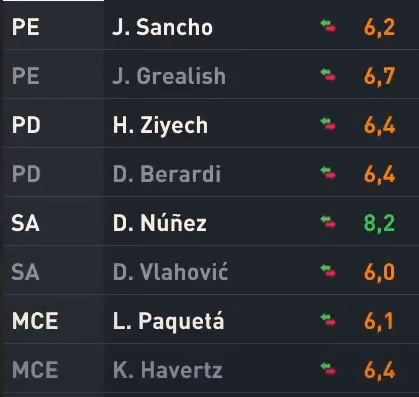 PE J. Sancho 6,2
PE J. Grealish 6,7
PD H. Ziyech 6,4
PD D. Berardi 6,4
SA D. Núñez 8,2
SA D. Vlahović 6,0
MCE L. Paquetá 6,1
MCE K. Havertz 6,4